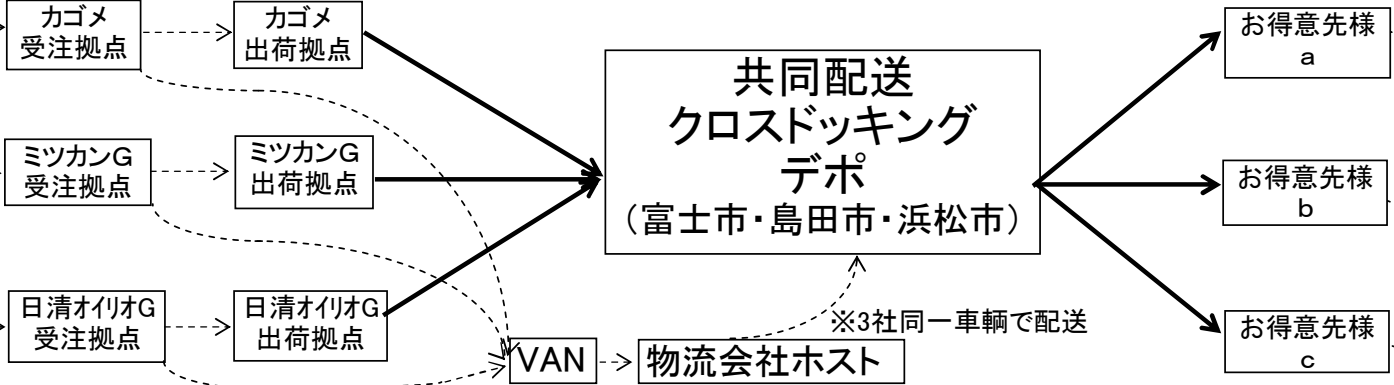 カゴメ
受注拠点
カゴメ
出荷拠点
共同配送
クロスドッキング
デポ
（富士市・島田市・浜松市）
お得意先様
a
ミツカンG
受注拠点
ミツカンG
出荷拠点
お得意先様
b
日清オイリオG
受注拠点
日清オイリオG
出荷拠点
※3社同一車輌で配送
お得意先様
c
VAN
物流会社ホスト